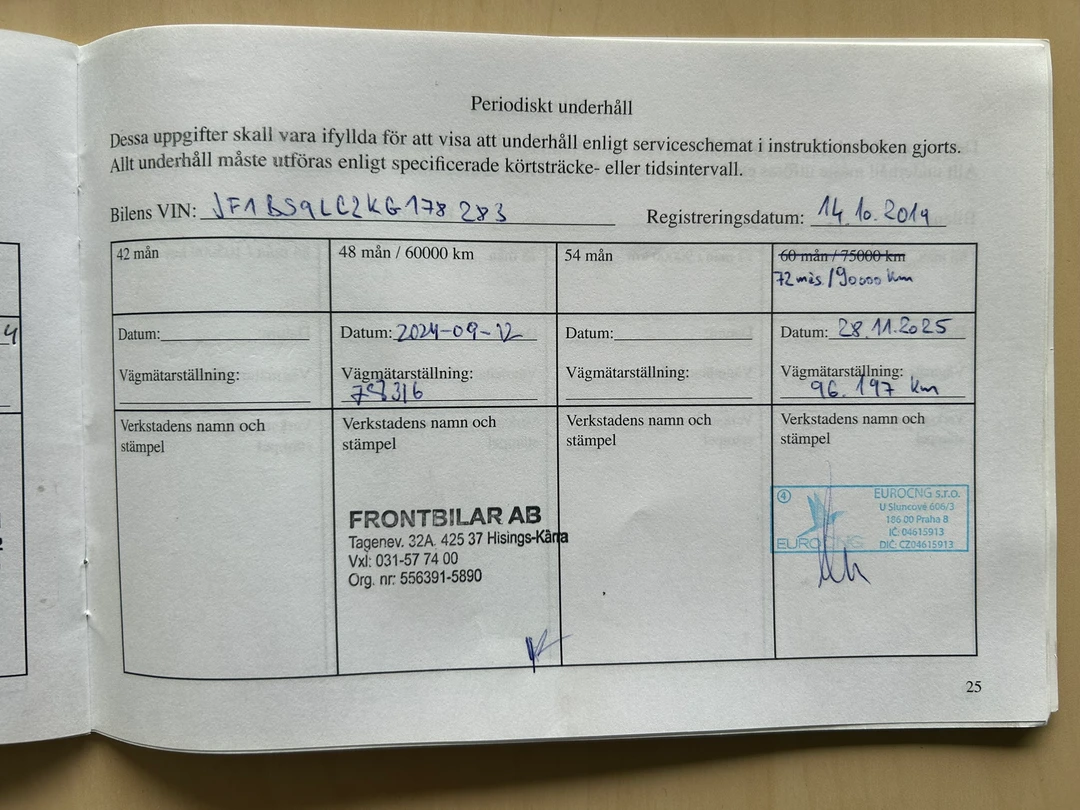 Periodiskt underhåll
Dessa uppgifter skall vara ifyllda för att visa att underhåll enligt serviceschemat i instruktionsboken gjorts.
Allt underhåll måste utföras enligt specificerade körtsträcke- eller tidsintervall.
Bilens VIN: JF1BS9LC2KG178283
Registreringsdatum: 14.10.2019
42 mån
48 mån / 60000 km
54 mån
60 mån / 75000 km
72 měs./90000 km
Datum:
Datum: 2024-09-12
Datum:
Datum: 28.11.2025
Vägmätarställning:
Vägmätarställning:
Vägmätarställning:
Vägmätarställning:
96.197 km
Verkstadens namn och
stämpel
Verkstadens namn och
stämpel
Verkstadens namn och
stämpel
Verkstadens namn och
stämpel
FRONTBILAR AB
Tagenev. 32A. 425 37 Hisings-Kärra
Vxl: 031-57 74 00
Org. nr: 556391-5890
4
EUROCNG
EUROCNG s.r.o.
U Sluncové 606/3
186 00 Praha 8
IČ: 04615913
DIČ: CZ04615913
25
4